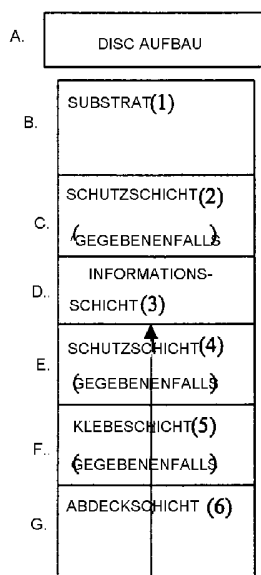 A. DISC AUFBAU
B. SUBSTRAT(1)
C. SCHUTZSCHICHT(2)
(GEGEBENENFALLS)
D.. INFORMATIONS-
SCHICHT(3)
E. SCHUTZSCHICHT(4)
(GEGEBENENFALLS)
F.. KLEBESCHICHT(5)
(GEGEBENENFALLS)
G. ABDECKSCHICHT (6)